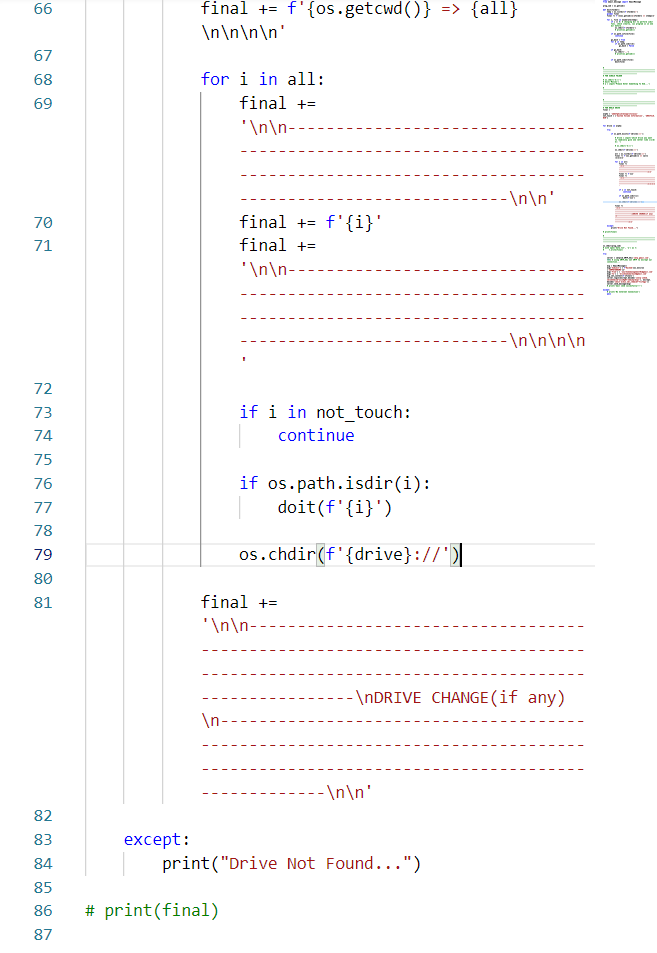 66 final += f'{os.getcwd()} => {all}
\n\n\n\n'
67
68 for i in all:
69 final +=
'\n\n-------------------------------
------------------------------------
------------------------------------
----------------------------\n\n'
70 final += f'{i}'
71 final +=
'\n\n-------------------------------
------------------------------------
------------------------------------
----------------------------\n\n\n\n
'
72
73 if i in not_touch:
74 continue
75
76 if os.path.isdir(i):
77 doit(f'{i}')
78
79 os.chdir(f'{drive}://')
80
81 final +=
'\n\n-----------------------------------
----------------------------------------
----------------------------------------
----------------\nDRIVE CHANGE(if any)
\n--------------------------------------
----------------------------------------
----------------------------------------
-------------\n\n'
82
83 except:
84 print("Drive Not Found...")
85
86 # print(final)
87